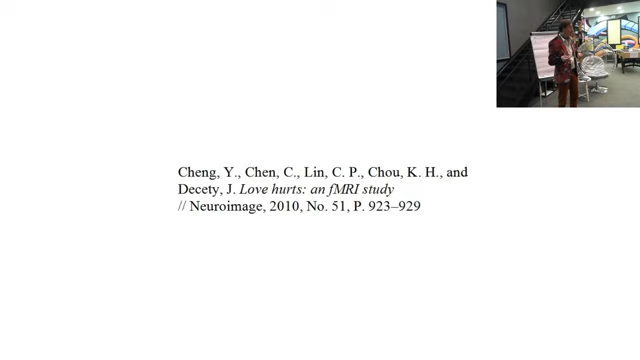 Cheng, Y., Chen, C., Lin, C. P., Chou, K. H., and
Decety, J. Love hurts: an fMRI study
// Neuroimage, 2010, No. 51, P. 923–929